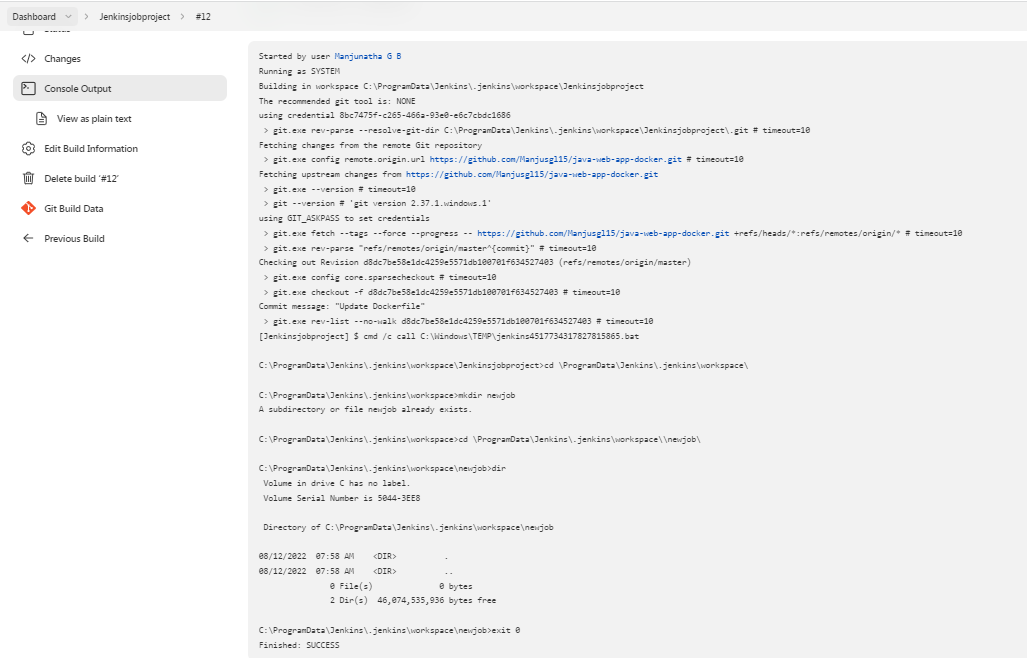 Dashboard > Jenkinsjobproject > #12
Status
Changes
Console Output
View as plain text
Edit Build Information
Delete build '#12'
Git Build Data
Previous Build
Started by user Manjunatha G B
Running as SYSTEM
Building in workspace C:\ProgramData\Jenkins\.jenkins\workspace\Jenkinsjobproject
The recommended git tool is: NONE
using credential 8bc7475f-c265-466a-93e0-e6c7cbdc1686
> git.exe rev-parse --resolve-git-dir C:\ProgramData\Jenkins\.jenkins\workspace\Jenkinsjobproject\.git # timeout=10
Fetching changes from the remote Git repository
> git.exe config remote.origin.url https://github.com/Manjusgl15/java-web-app-docker.git # timeout=10
Fetching upstream changes from https://github.com/Manjusgl15/java-web-app-docker.git
> git.exe --version # timeout=10
> git --version # 'git version 2.37.1.windows.1'
using GIT_ASKPASS to set credentials
> git.exe fetch --tags --force --progress -- https://github.com/Manjusgl15/java-web-app-docker.git +refs/heads/*:refs/remotes/origin/* # timeout=10
> git.exe rev-parse "refs/remotes/origin/master^{commit}" # timeout=10
Checking out Revision d8dc7be58e1dc4259e5571db100701f634527403 (refs/remotes/origin/master)
> git.exe config core.sparsecheckout # timeout=10
> git.exe checkout -f d8dc7be58e1dc4259e5571db100701f634527403 # timeout=10
Commit message: "Update Dockerfile"
> git.exe rev-list --no-walk d8dc7be58e1dc4259e5571db100701f634527403 # timeout=10
[Jenkinsjobproject] $ cmd /c call C:\Windows\TEMP\jenkins4517734317827815865.bat
C:\ProgramData\Jenkins\.jenkins\workspace\Jenkinsjobproject>cd \ProgramData\Jenkins\.jenkins\workspace\
C:\ProgramData\Jenkins\.jenkins\workspace>mkdir newjob
A subdirectory or file newjob already exists.
C:\ProgramData\Jenkins\.jenkins\workspace>cd \ProgramData\Jenkins\.jenkins\workspace\\newjob\
C:\ProgramData\Jenkins\.jenkins\workspace\newjob>dir
Volume in drive C has no label.
Volume Serial Number is 5044-3EE8
Directory of C:\ProgramData\Jenkins\.jenkins\workspace\newjob
08/12/2022 07:58 AM <DIR> .
08/12/2022 07:58 AM <DIR> ..
0 File(s) 0 bytes
2 Dir(s) 46,074,535,936 bytes free
C:\ProgramData\Jenkins\.jenkins\workspace\newjob>exit 0
Finished: SUCCESS